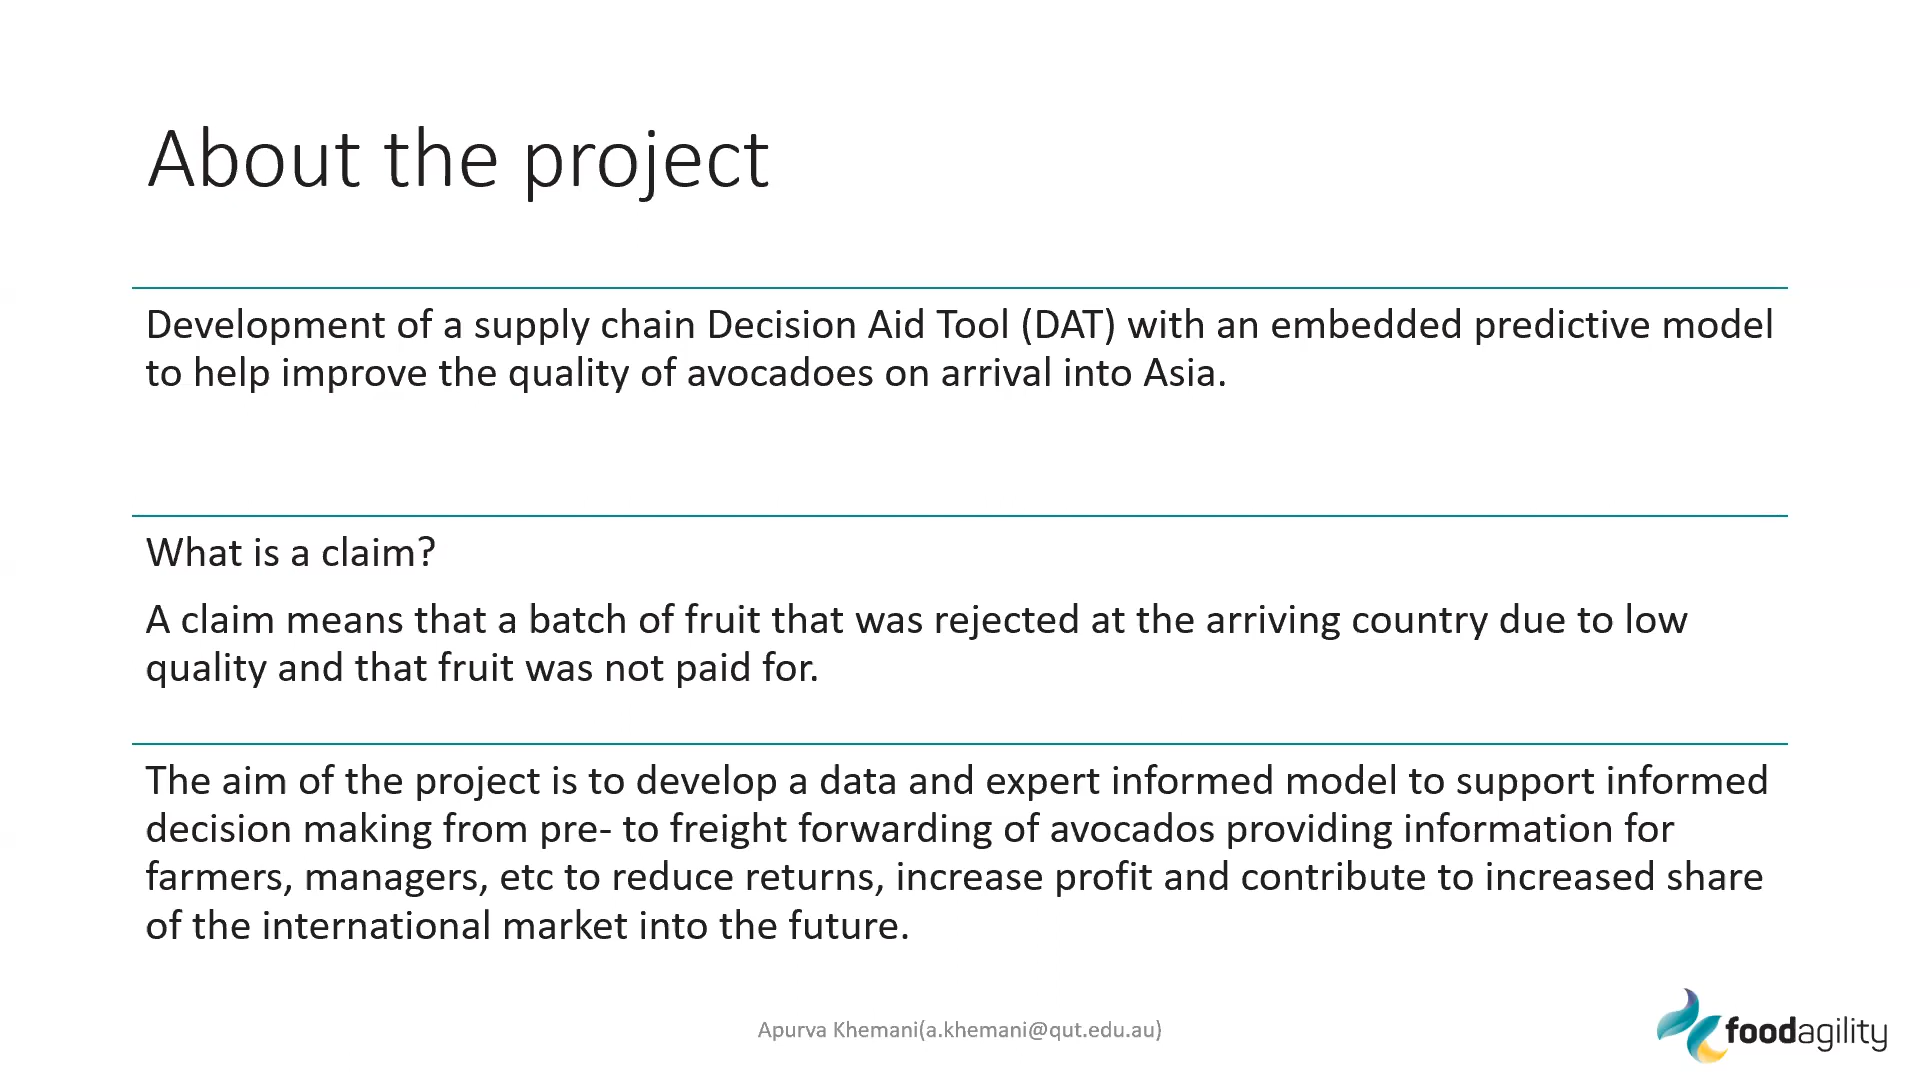 About the project
Development of a supply chain Decision Aid Tool (DAT) with an embedded predictive model
to help improve the quality of avocadoes on arrival into Asia.
What is a claim?
A claim means that a batch of fruit that was rejected at the arriving country due to low
quality and that fruit was not paid for.
The aim of the project is to develop a data and expert informed model to support informed
decision making from pre- to freight forwarding of avocados providing information for
farmers, managers, etc to reduce returns, increase profit and contribute to increased share
of the international market into the future.
Apurva Khemani(a.khemani@qut.edu.au)
foodagility